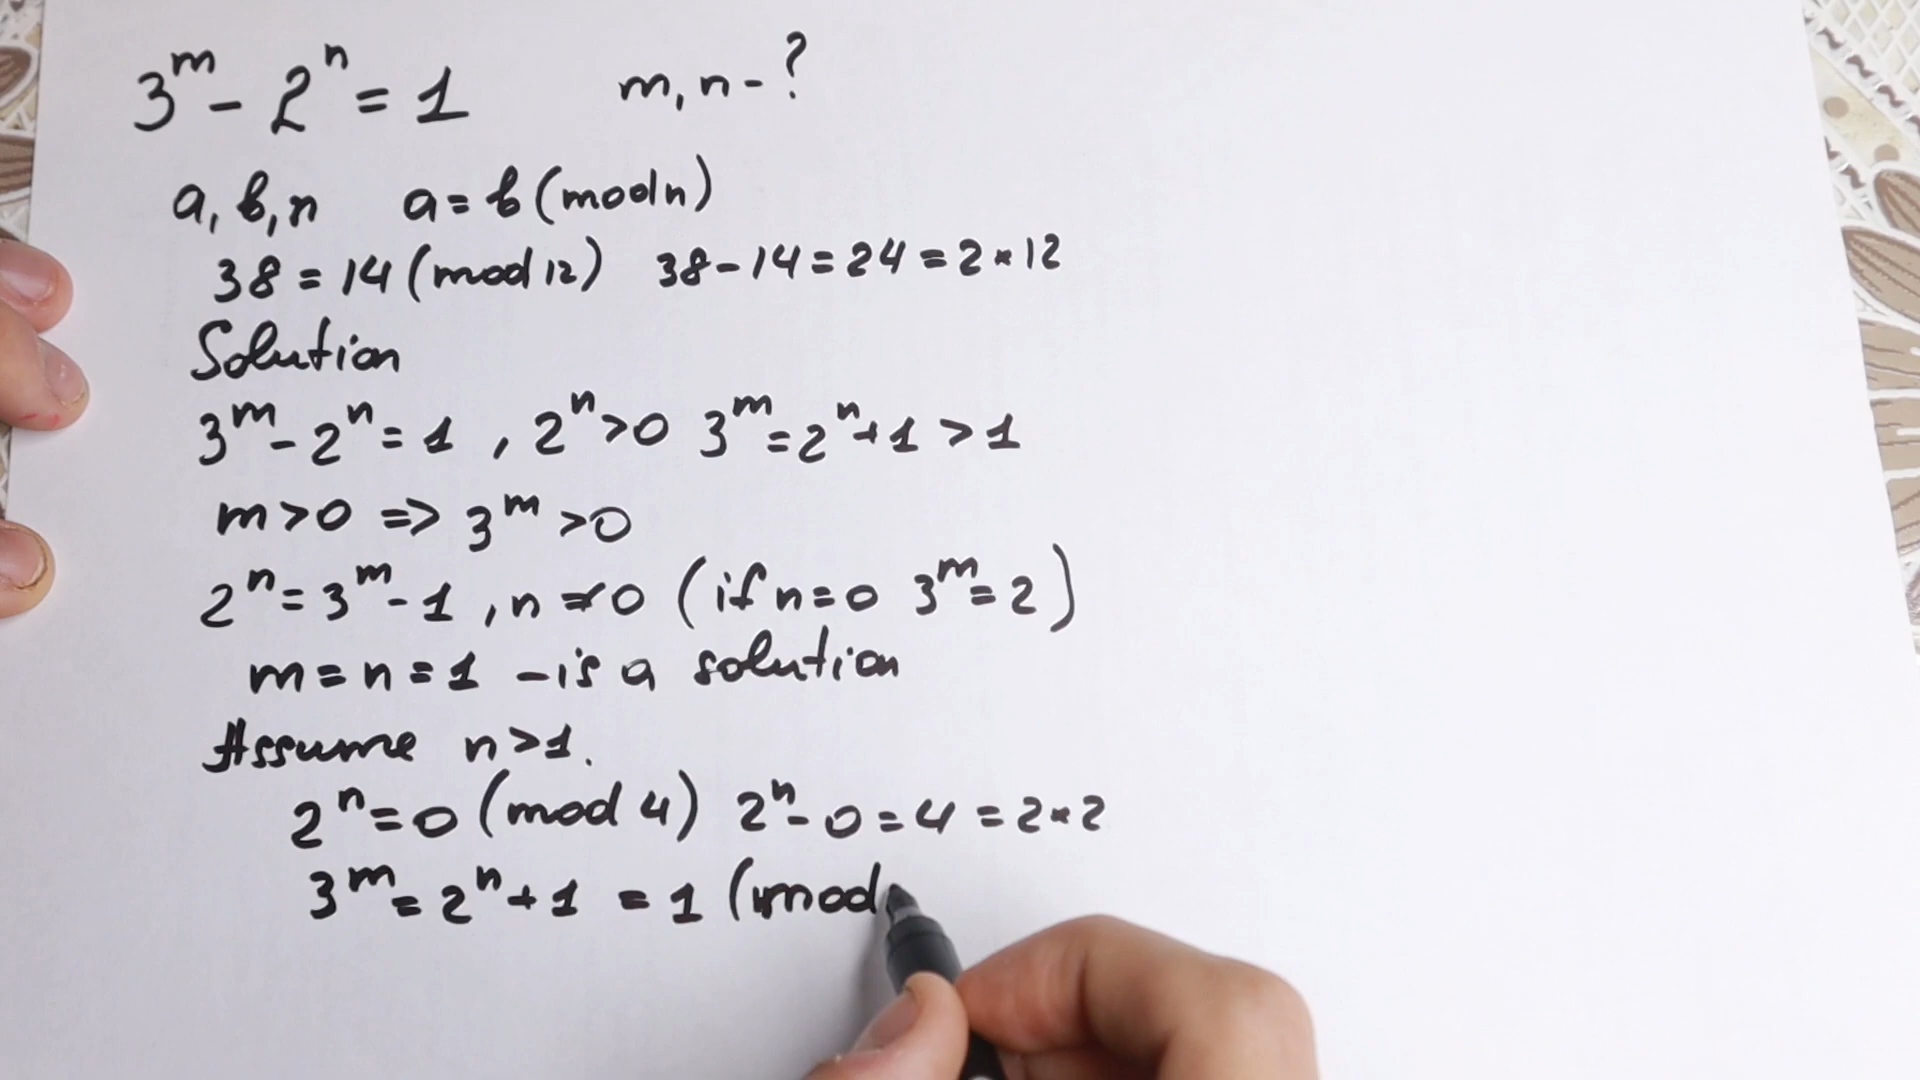 3^m - 2^n = 1 m, n - ?
a, b, n a = b (mod n)
38 = 14 (mod 12) 38 - 14 = 24 = 2 * 12
Solution
3^m - 2^n = 1 , 2^n > 0 3^m = 2^n + 1 > 1
m > 0 => 3^m > 0
2^n = 3^m - 1 , n ≠ 0 (if n = 0 3^m = 2)
m = n = 1 - is a solution
Assume n > 1.
2^n = 0 (mod 4) 2^n - 0 = 4 = 2 * 2
3^m = 2^n + 1 = 1 (mod